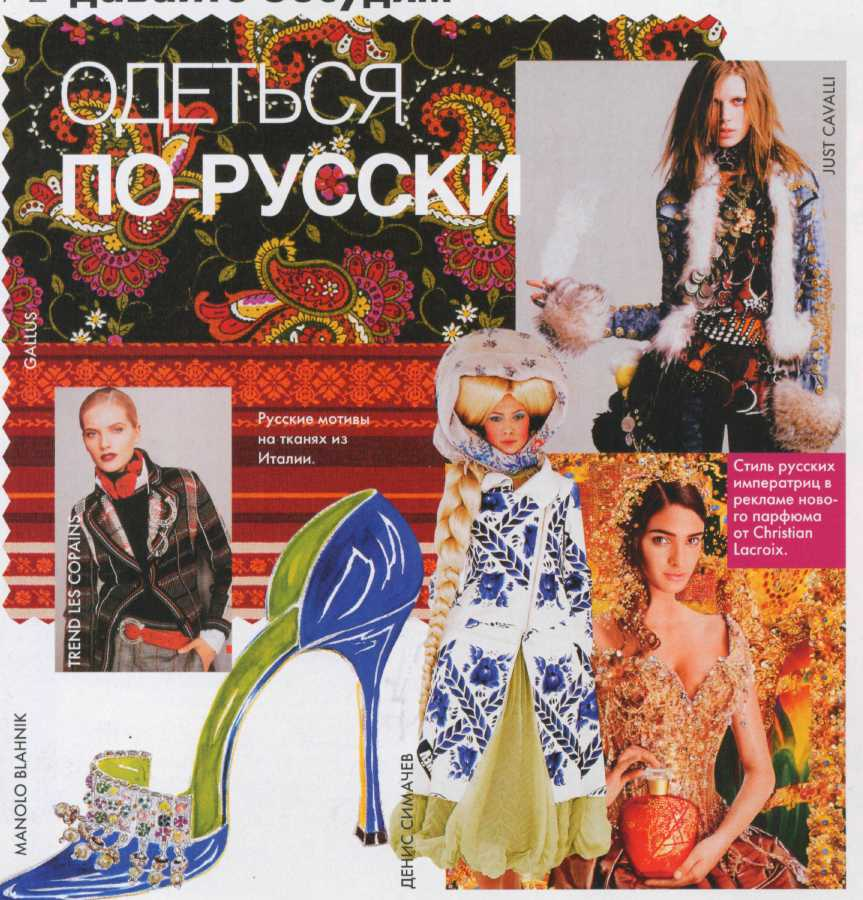 ОДЕТЬСЯ
ПО-РУССКИ
JUST CAVALLI
GALLUS
Русские мотивы
на тканях из
Италии.
TREND LES COPAINS
Стиль русских
императриц в
рекламе ново-
го парфюма
от Christian
Lacroix.
MANOLO BLAHNIK
ДЕНИС СИМАЧЕВ